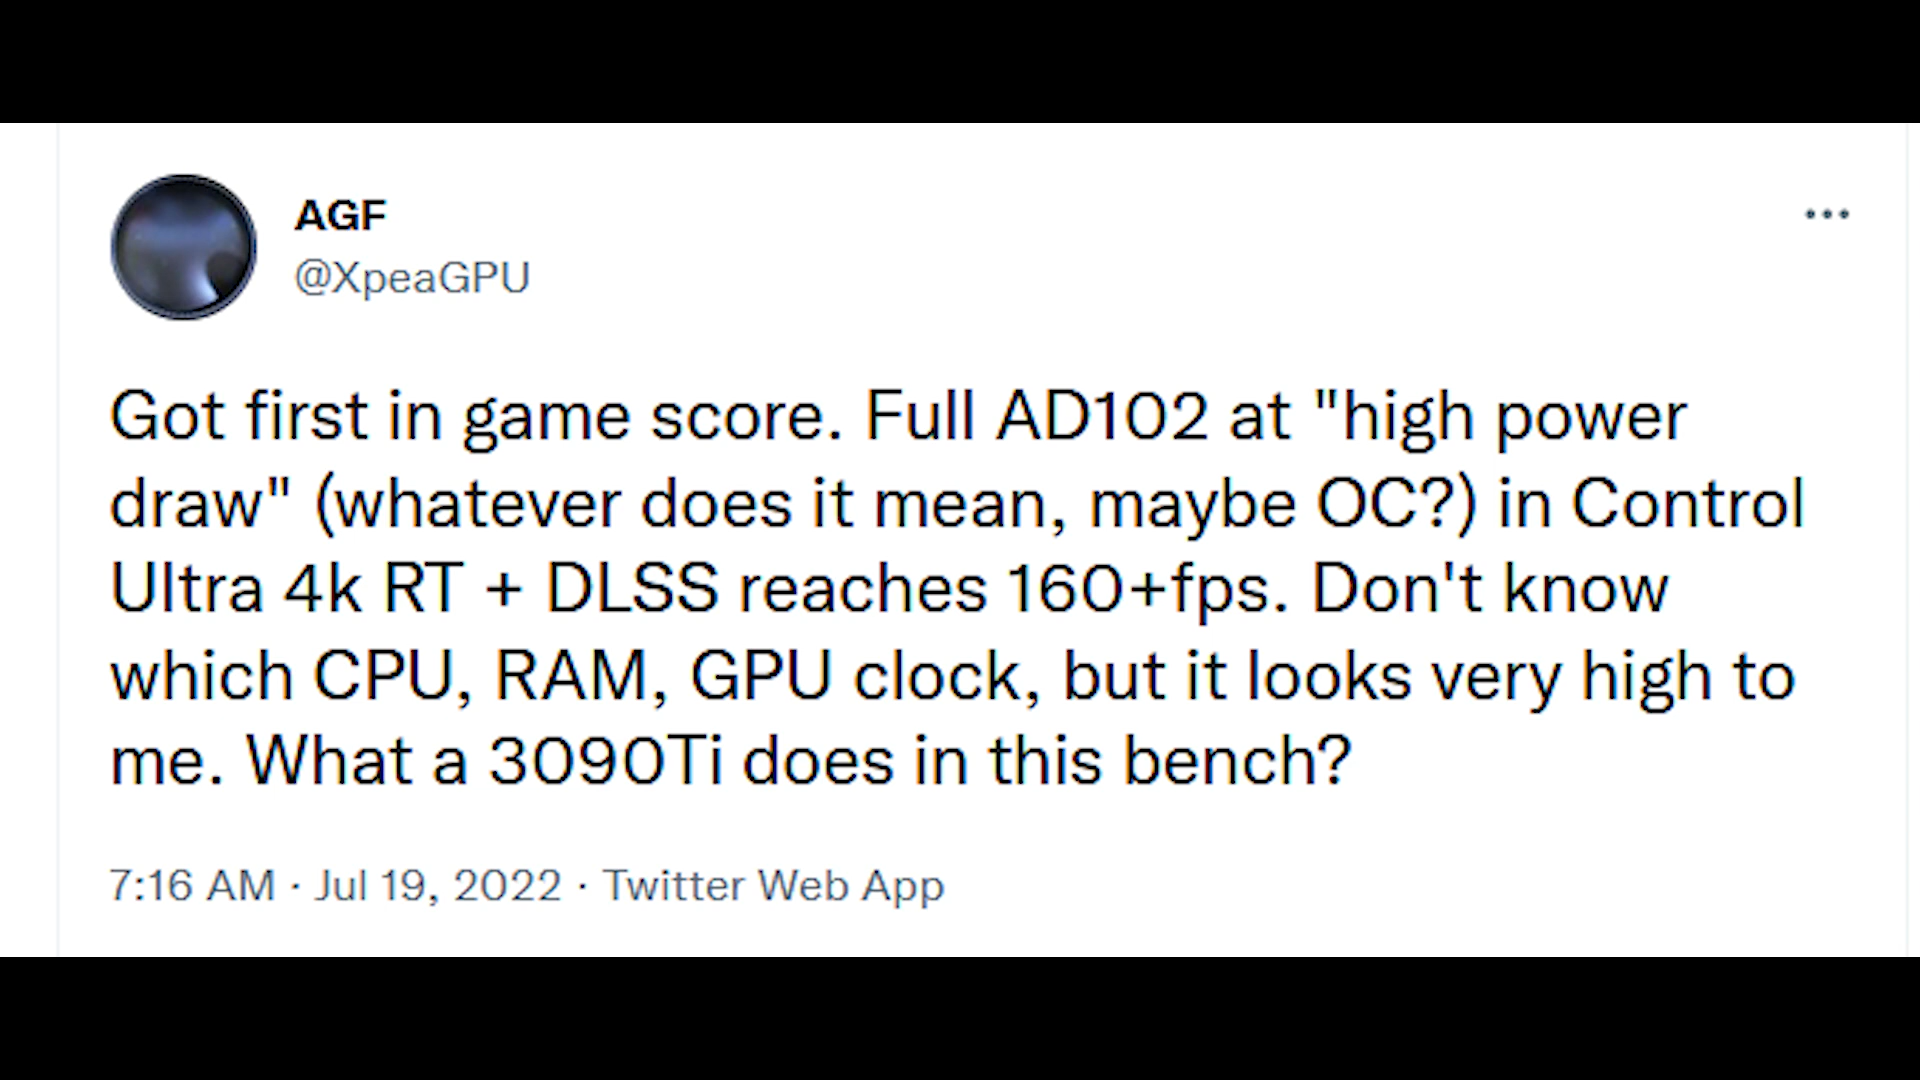 AGF
@XpeaGPU
Got first in game score. Full AD102 at "high power
draw" (whatever does it mean, maybe OC?) in Control
Ultra 4k RT + DLSS reaches 160+fps. Don't know
which CPU, RAM, GPU clock, but it looks very high to
me. What a 3090Ti does in this bench?
7:16 AM · Jul 19, 2022 · Twitter Web App